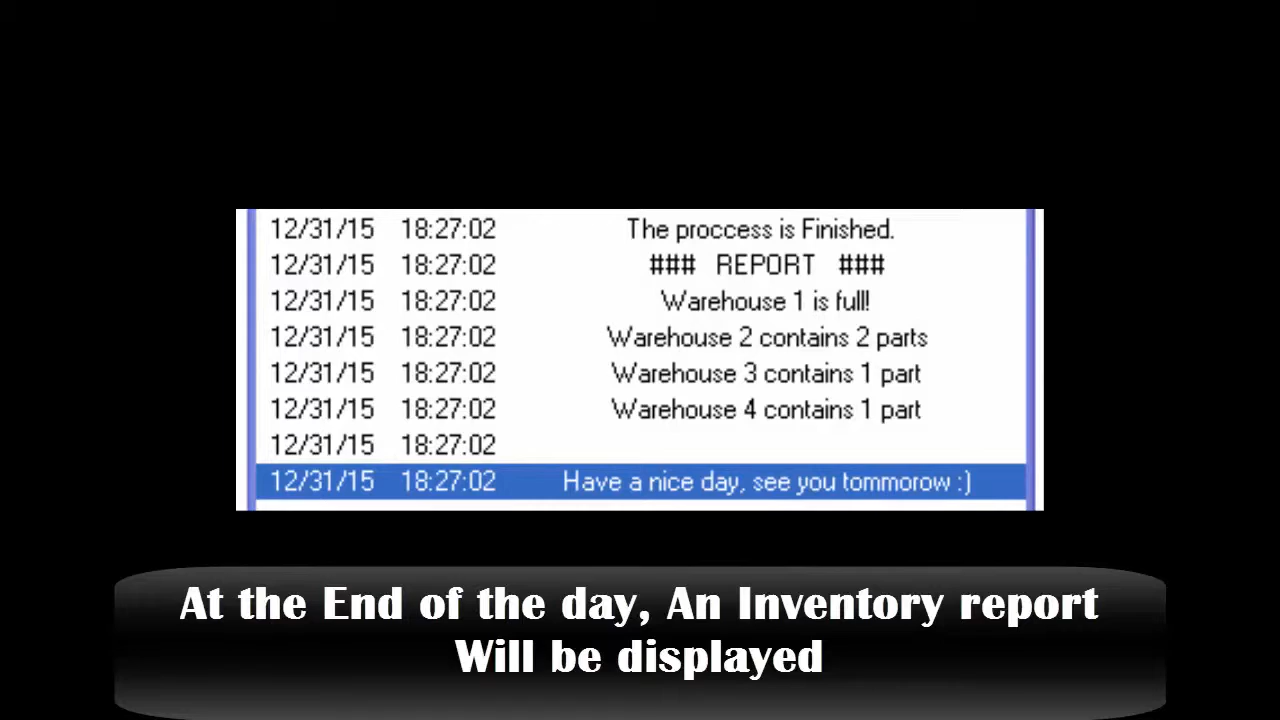 12/31/15 18:27:02 The proccess is Finished.
12/31/15 18:27:02 ### REPORT ###
12/31/15 18:27:02 Warehouse 1 is full!
12/31/15 18:27:02 Warehouse 2 contains 2 parts
12/31/15 18:27:02 Warehouse 3 contains 1 part
12/31/15 18:27:02 Warehouse 4 contains 1 part
12/31/15 18:27:02
12/31/15 18:27:02 Have a nice day, see you tommorow :)
At the End of the day, An Inventory report
Will be displayed